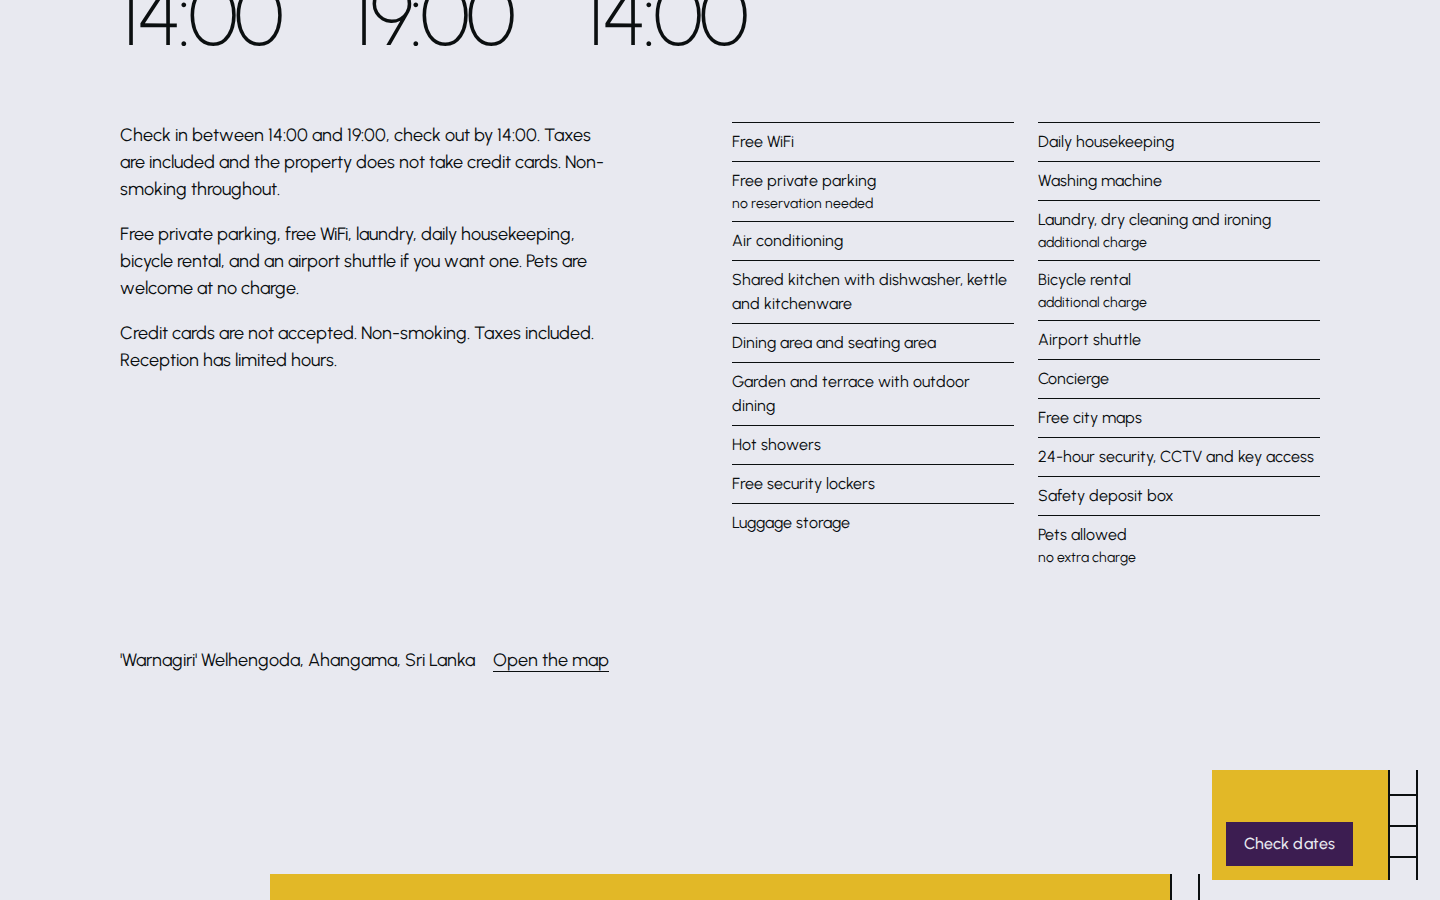 14:00 19:00 14:00
Check in between 14:00 and 19:00, check out by 14:00. Taxes
are included and the property does not take credit cards. Non-
smoking throughout.
Free private parking, free WiFi, laundry, daily housekeeping,
bicycle rental, and an airport shuttle if you want one. Pets are
welcome at no charge.
Credit cards are not accepted. Non-smoking. Taxes included.
Reception has limited hours.
Free WiFi
Free private parking
no reservation needed
Air conditioning
Shared kitchen with dishwasher, kettle
and kitchenware
Dining area and seating area
Garden and terrace with outdoor
dining
Hot showers
Free security lockers
Luggage storage
Daily housekeeping
Washing machine
Laundry, dry cleaning and ironing
additional charge
Bicycle rental
additional charge
Airport shuttle
Concierge
Free city maps
24-hour security, CCTV and key access
Safety deposit box
Pets allowed
no extra charge
'Warnagiri' Welhengoda, Ahangama, Sri Lanka Open the map
Check dates